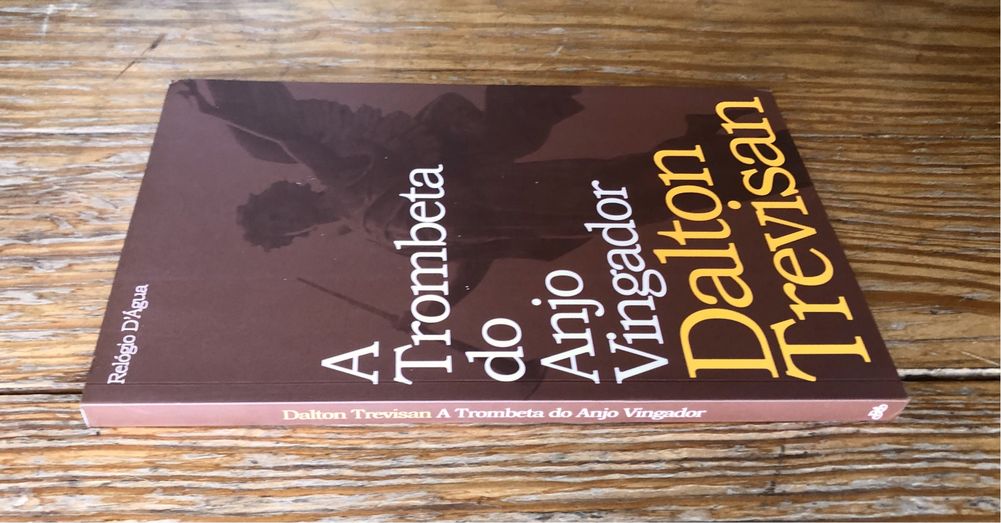 Relógio D'Água
A
Trombeta
do
Anjo
Vingador
Dalton
Trevisan
Dalton Trevisan A Trombeta do Anjo Vingador